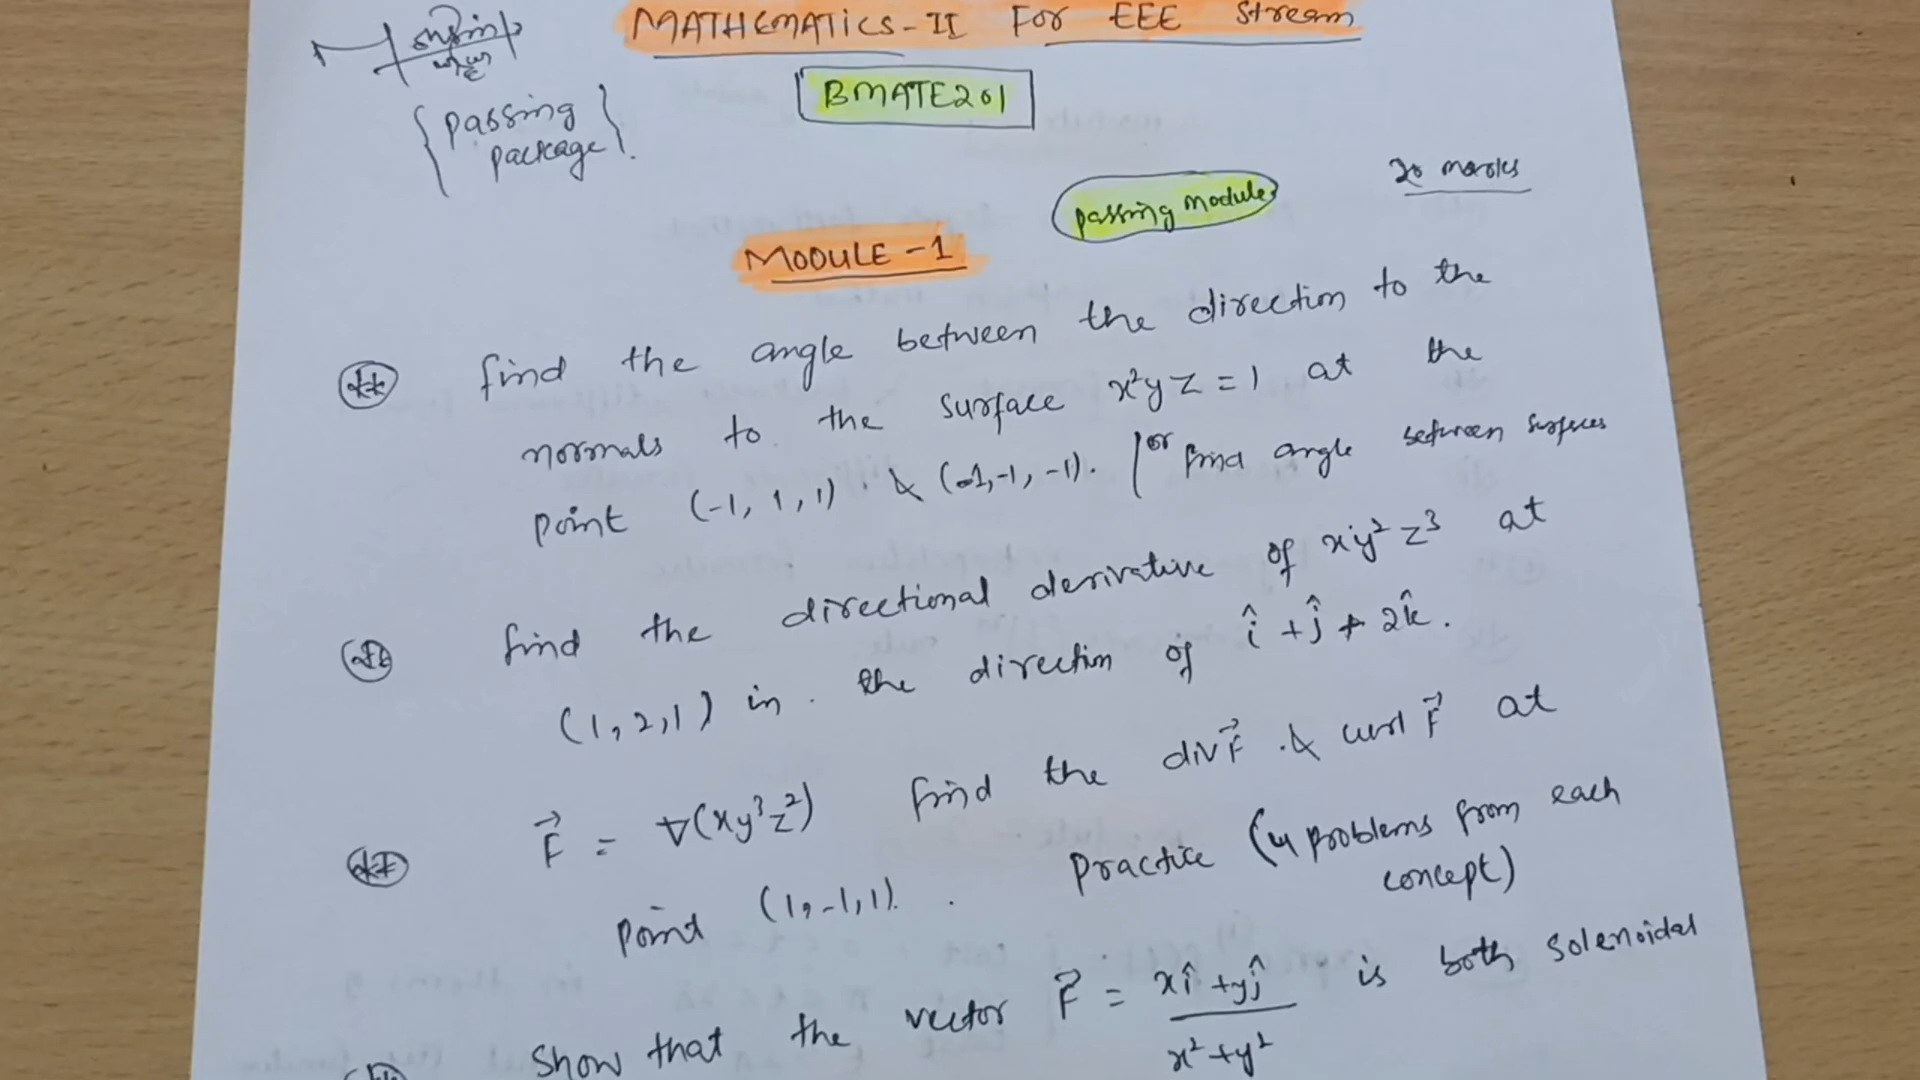 MATHEMATICS-II For EEE Stream
BMATE201
{passing
package}.
passing module
20 marks
MODULE-1
find the angle between the direction to the
normals to the surface x²yz=1 at the
point (-1, 1, 1) & (-1,-1,-1). | or find angle between surfaces
find the directional derivative of xy²z³ at
(1,2,1) in the direction of î+ĵ+2k̂.
F⃗ = ∇(xy³z²) find the divF⃗ & curl F⃗ at
point (1,-1,1). practice (4 problems from each
concept)
Show that the vector F⃗ = xî+yĵ / x²+y² is both solenoidal